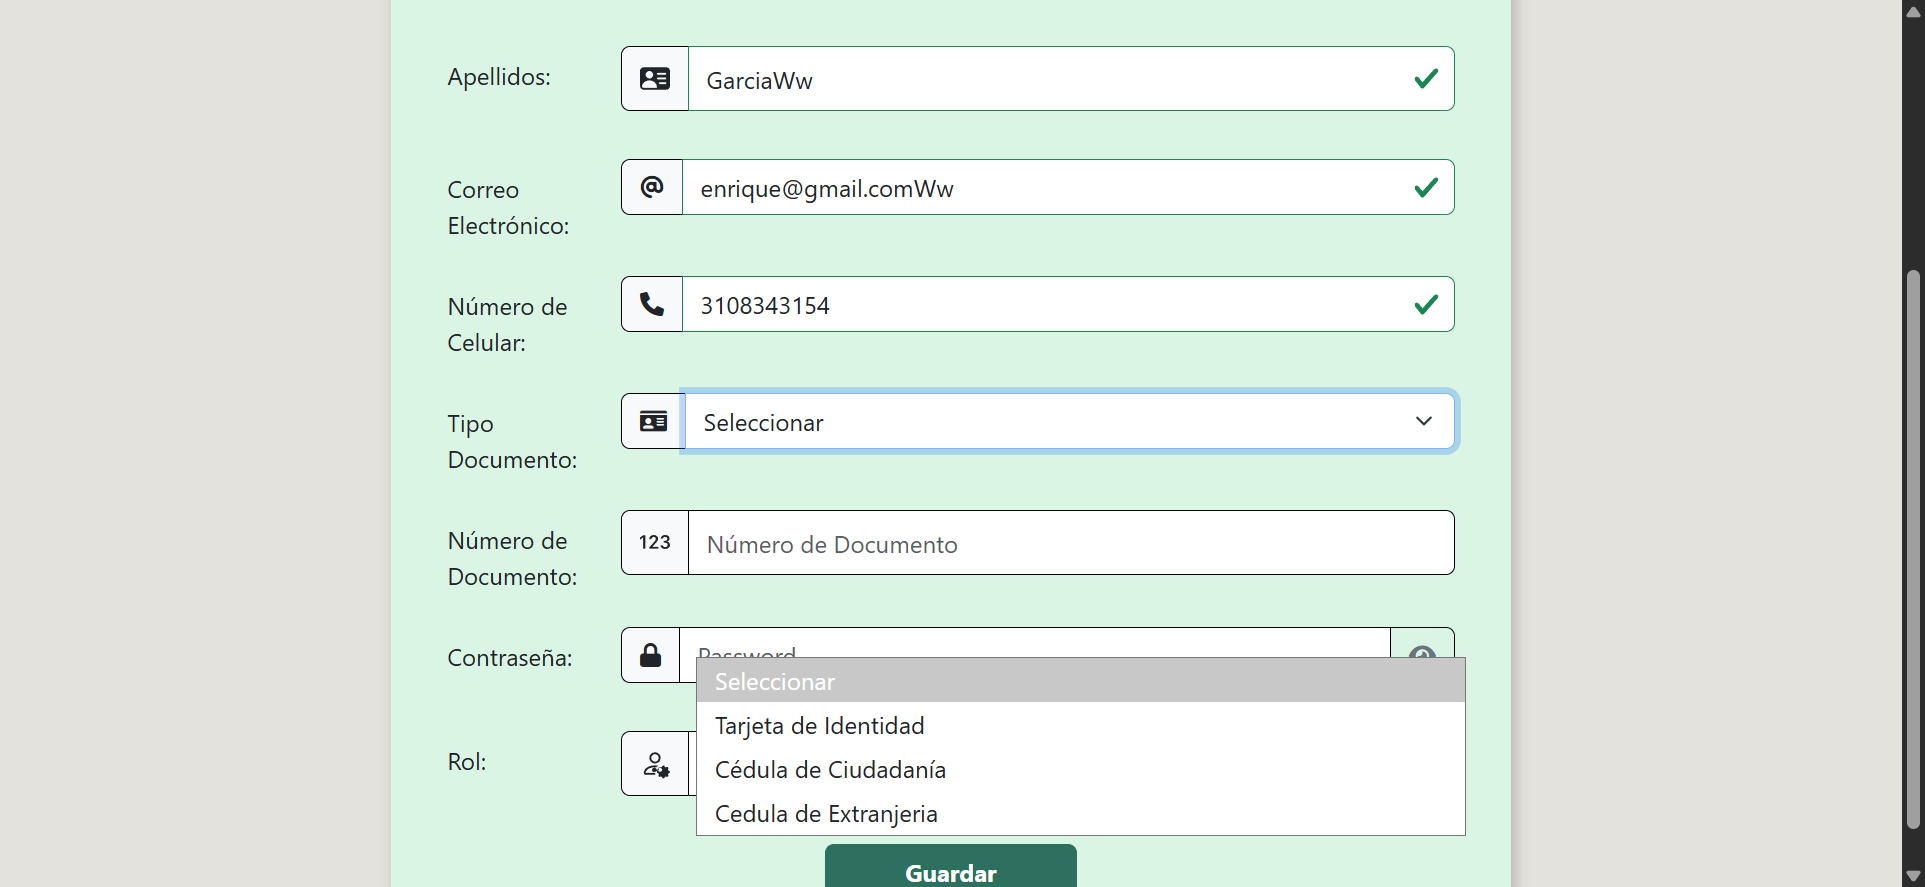 Apellidos:
GarciaWw
Correo
Electrónico:
enrique@gmail.comWw
Número de
Celular:
3108343154
Tipo
Documento:
Seleccionar
Número de
Documento:
123
Número de Documento
Contraseña:
Password
Seleccionar
Tarjeta de Identidad
Cédula de Ciudadanía
Cedula de Extranjeria
Rol:
Guardar